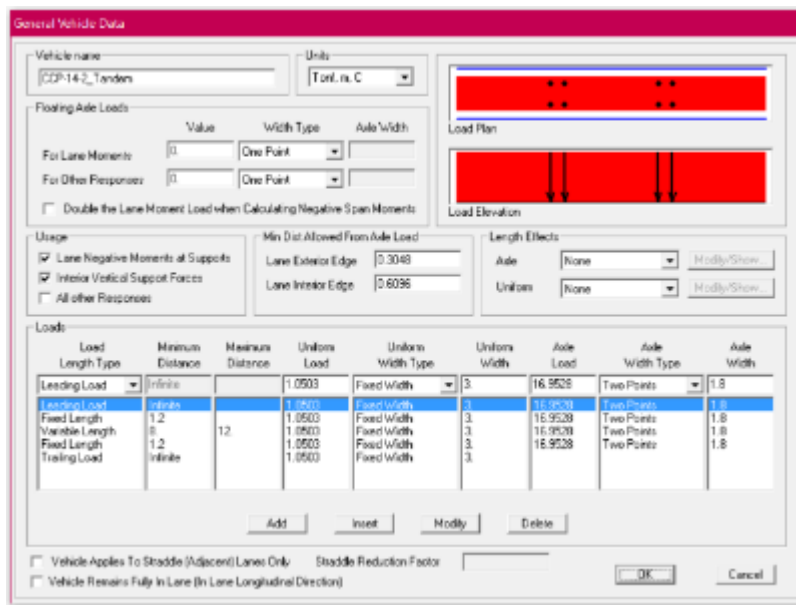 General Vehicle Data
Vehicle name
CCP-14-2_Tandem
Units
Tonf, m, C
Load Plan
Load Elevation
Floating Axle Loads
Value Width Type Axle Width
For Lane Moments 0. One Point
For Other Responses 0. One Point
Double the Lane Moment Load when Calculating Negative Span Moments
Usage
Lane Negative Moments at Supports
Interior Vertical Support Forces
All other Responses
Min Dist Allowed From Axle Load
Lane Exterior Edge 0.3048
Lane Interior Edge 0.6096
Length Effects
Axle None Modify/Show...
Uniform None Modify/Show...
Loads
Load Minimum Maximum Uniform Uniform Uniform Axle Axle Axle
Length Type Distance Distance Load Width Type Width Load Width Type Width
Leading Load Infinite 1.0503 Fixed Width 3. 16.9528 Two Points 1.8
Leading Load Infinite 1.0503 Fixed Width 3. 16.9528 Two Points 1.8
Fixed Length 1.2 1.0503 Fixed Width 3. 16.9528 Two Points 1.8
Variable Length 8. 12. 1.0503 Fixed Width 3. 16.9528 Two Points 1.8
Fixed Length 1.2 1.0503 Fixed Width 3. 16.9528 Two Points 1.8
Trailing Load Infinite 1.0503 Fixed Width 3.
Add Insert Modify Delete
Vehicle Applies To Straddle (Adjacent) Lanes Only Straddle Reduction Factor
Vehicle Remains Fully In Lane (In Lane Longitudinal Direction)
OK Cancel